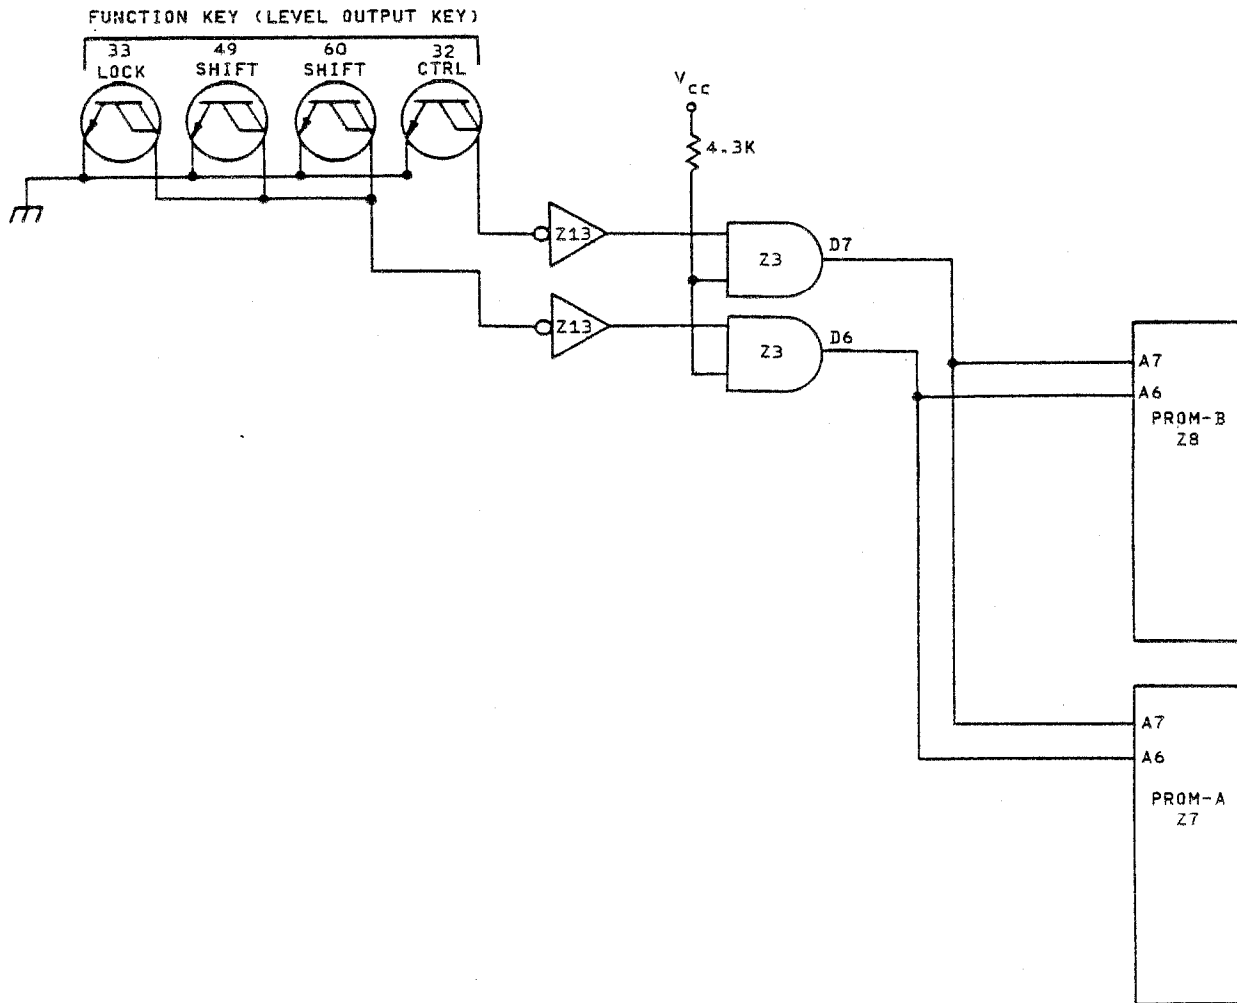 FUNCTION KEY (LEVEL OUTPUT KEY)
33 49 60 32
LOCK SHIFT SHIFT CTRL
VCC
4.3K
Z13
Z3
D7
Z13
Z3
D6
A7
A6
PROM-B
Z8
A7
A6
PROM-A
Z7